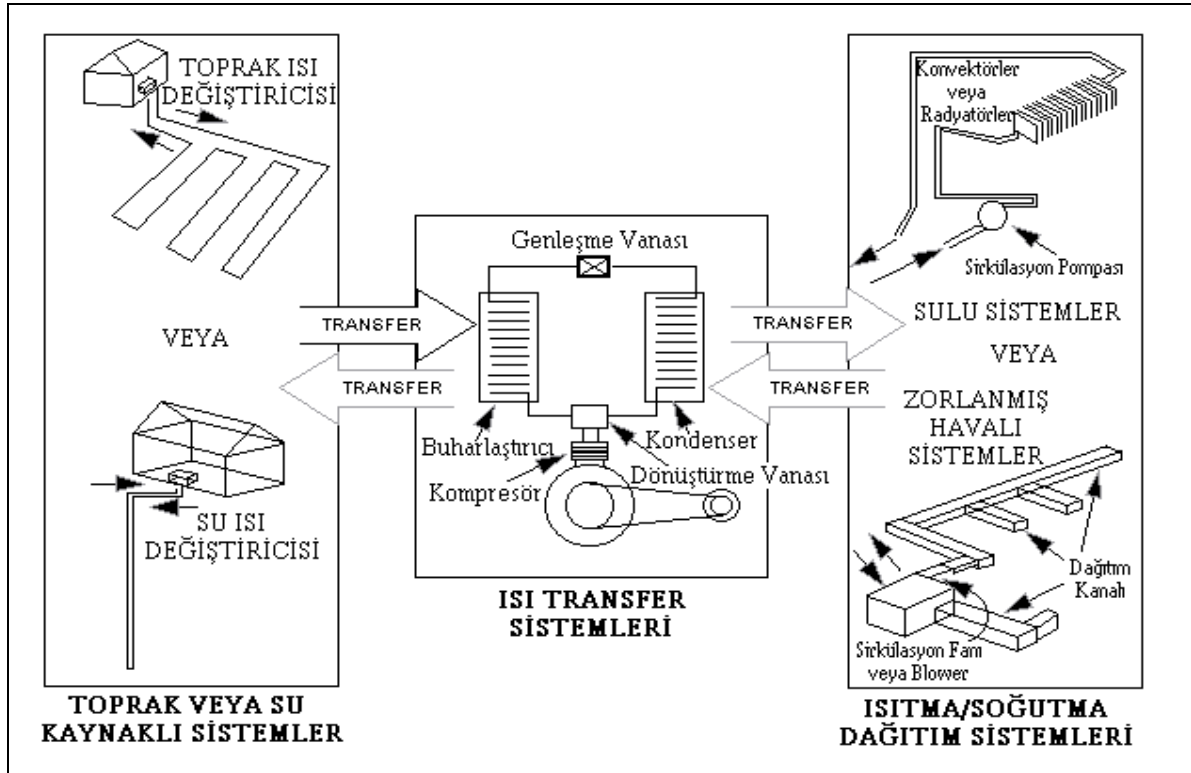 TOPRAK ISI
DEĞİŞTİRİCİSİ
VEYA
SU ISI
DEĞİŞTİRİCİSİ
TOPRAK VEYA SU
KAYNAKLI SİSTEMLER
TRANSFER
TRANSFER
Genleşme Vanası
Buharlaştırıcı
Kondenser
Dönüştürme Vanası
Kompresör
ISI TRANSFER
SİSTEMLERİ
TRANSFER
TRANSFER
Konvektörler
veya
Radyatörler
Sirkülasyon Pompası
SULU SİSTEMLER
VEYA
ZORLANMIŞ
HAVALI
SİSTEMLER
Dağıtım
Kanalı
Sirkülasyon Fanı
veya Blower
ISITMA/SOĞUTMA
DAĞITIM SİSTEMLERİ